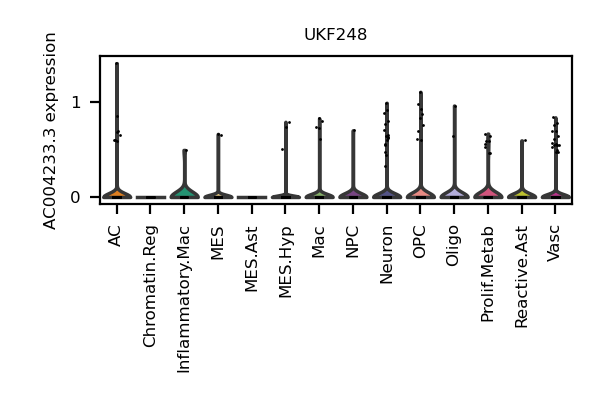 UKF248
AC004233.3 expression
1
0
AC
Chromatin.Reg
Inflammatory.Mac
MES
MES.Ast
MES.Hyp
Mac
NPC
Neuron
OPC
Oligo
Prolif.Metab
Reactive.Ast
Vasc